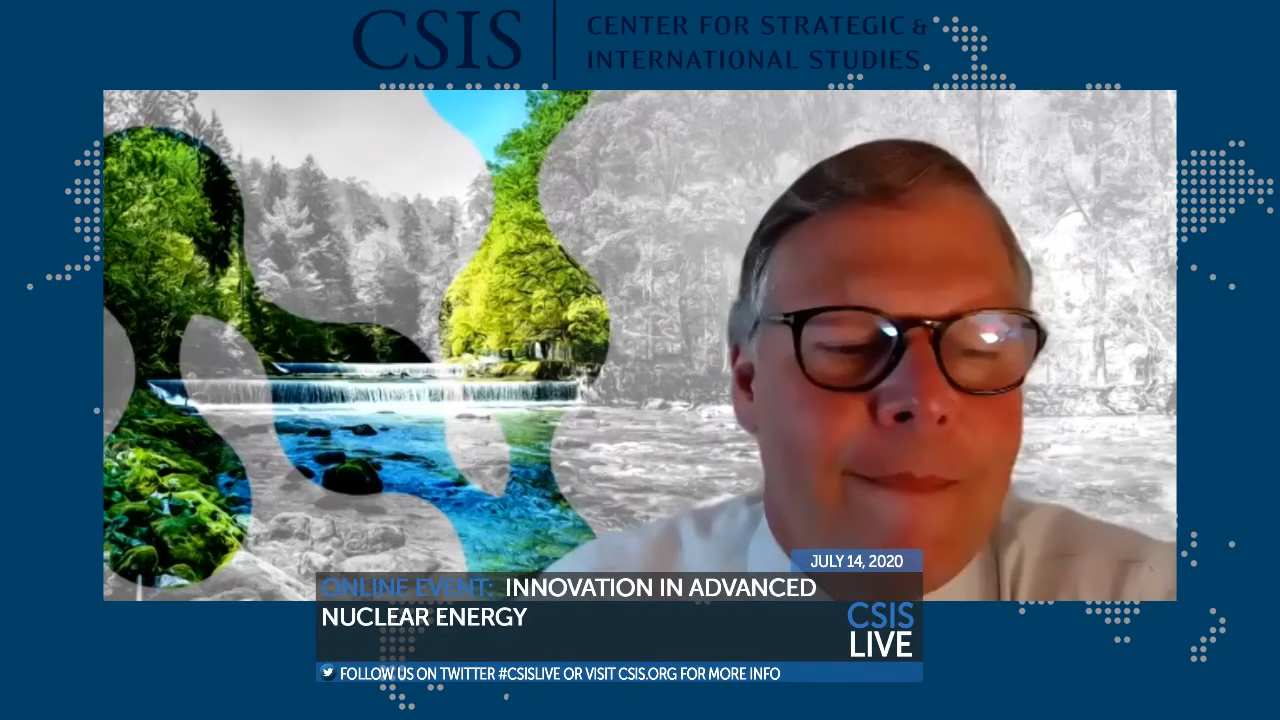 CSIS
CENTER FOR STRATEGIC &
INTERNATIONAL STUDIES
JULY 14, 2020
ONLINE EVENT: INNOVATION IN ADVANCED
NUCLEAR ENERGY
CSIS
LIVE
FOLLOW US ON TWITTER #CSISLIVE OR VISIT CSIS.ORG FOR MORE INFO